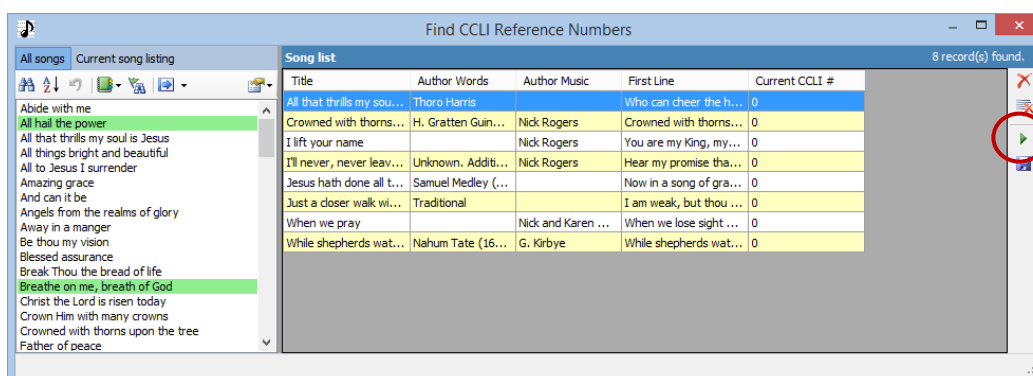 Find CCLI Reference Numbers
All songs Current song listing
Song list 8 record(s) found.
Title Author Words Author Music First Line Current CCLI #
All that thrills my sou... Thoro Harris Who can cheer the h... 0
Crowned with thorns... H. Gratten Guin... Nick Rogers Crowned with thorns... 0
I lift your name Nick Rogers You are my King, my... 0
I'll never, never leav... Unknown. Additi... Nick Rogers Hear my promise tha... 0
Jesus hath done all t... Samuel Medley (... Now in a song of gra... 0
Just a closer walk wi... Traditional I am weak, but thou ... 0
When we pray Nick and Karen ... When we lose sight ... 0
While shepherds wat... Nahum Tate (16... G. Kirbye While shepherds wat... 0
Abide with me
All hail the power
All that thrills my soul is Jesus
All things bright and beautiful
All to Jesus I surrender
Amazing grace
And can it be
Angels from the realms of glory
Away in a manger
Be thou my vision
Blessed assurance
Break Thou the bread of life
Breathe on me, breath of God
Christ the Lord is risen today
Crown Him with many crowns
Crowned with thorns upon the tree
Father of peace